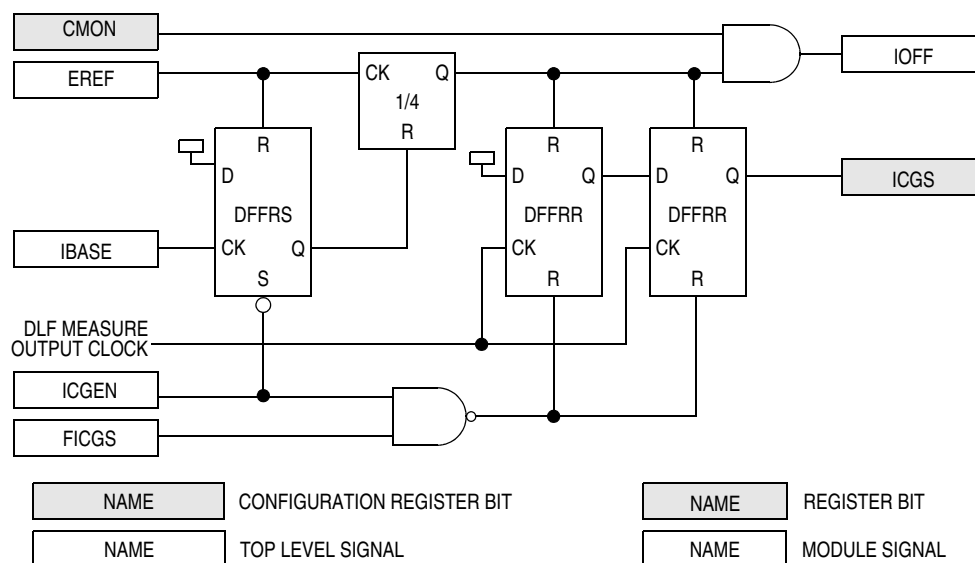 CMON
IOFF
EREF
CK Q
1/4
R
R
R
R
D
D Q
D Q
ICGS
DFFRS
DFFRR
DFFRR
IBASE
CK Q
CK
CK
S
R
R
DLF MEASURE
OUTPUT CLOCK
ICGEN
FICGS
NAME CONFIGURATION REGISTER BIT
NAME REGISTER BIT
NAME TOP LEVEL SIGNAL
NAME MODULE SIGNAL